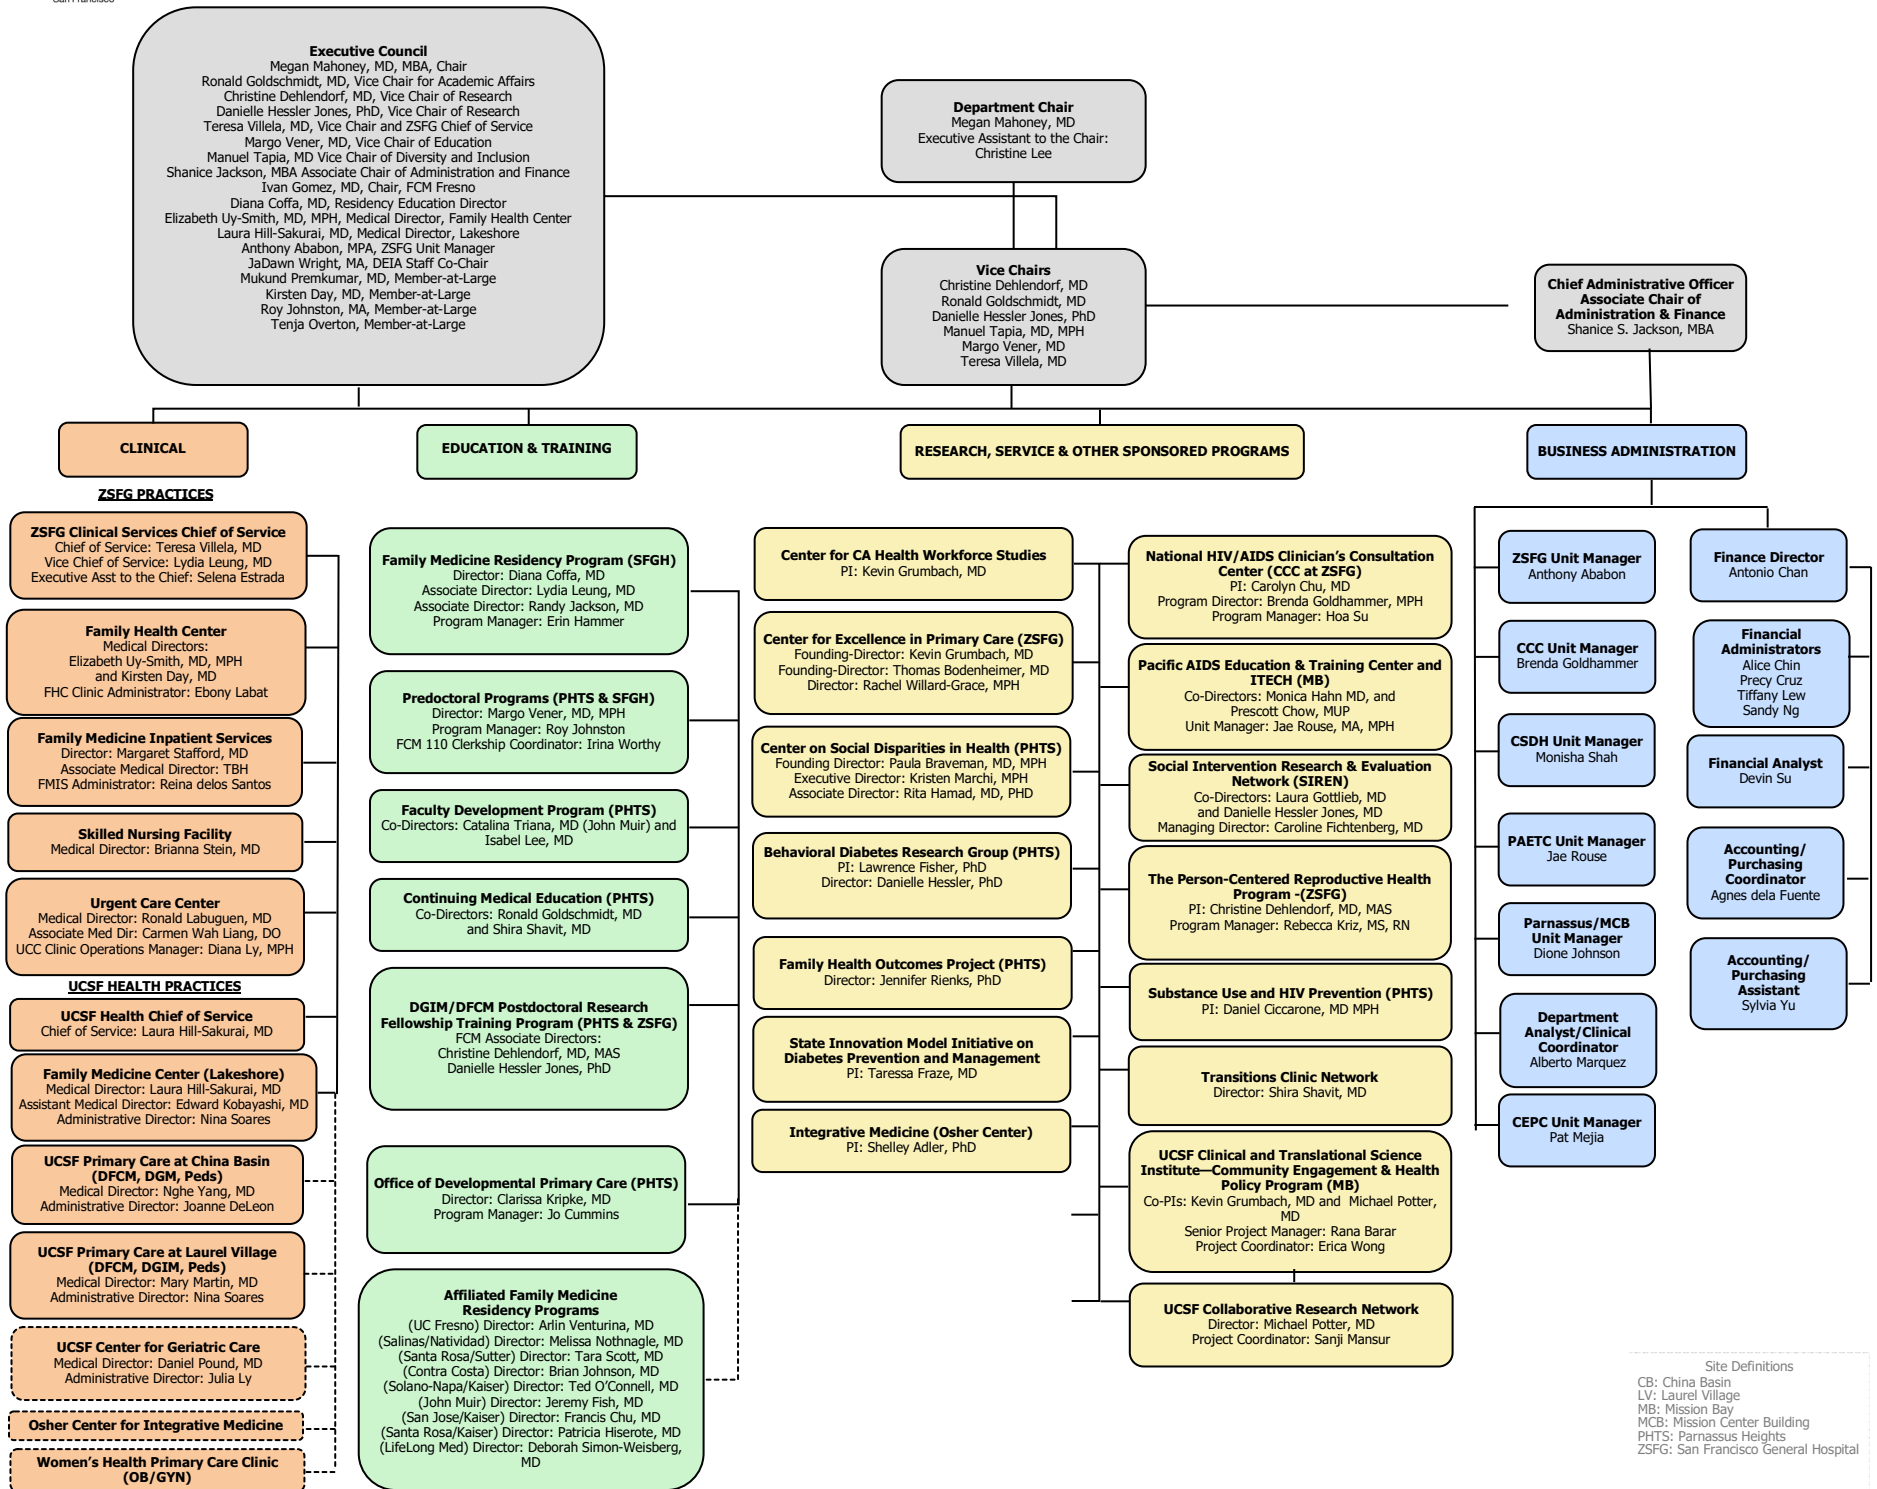 San Francisco
Executive Council
Megan Mahoney, MD, MBA, Chair
Ronald Goldschmidt, MD, Vice Chair for Academic Affairs
Christine Dehlendorf, MD, Vice Chair of Research
Danielle Hessler Jones, PhD, Vice Chair of Research
Teresa Villela, MD, Vice Chair and ZSFG Chief of Service
Margo Vener, MD, Vice Chair of Education
Manuel Tapia, MD Vice Chair of Diversity and Inclusion
Shanice Jackson, MBA Associate Chair of Administration and Finance
Ivan Gomez, MD, Chair, FCM Fresno
Diana Coffa, MD, Residency Education Director
Elizabeth Uy-Smith, MD, MPH, Medical Director, Family Health Center
Laura Hill-Sakurai, MD, Medical Director, Lakeshore
Anthony Ababon, MPA, ZSFG Unit Manager
JaDawn Wright, MA, DEIA Staff Co-Chair
Mukund Premkumar, MD, Member-at-Large
Kirsten Day, MD, Member-at-Large
Roy Johnston, MA, Member-at-Large
Tenja Overton, Member-at-Large
Department Chair
Megan Mahoney, MD
Executive Assistant to the Chair:
Christine Lee
Vice Chairs
Christine Dehlendorf, MD
Ronald Goldschmidt, MD
Danielle Hessler Jones, PhD
Manuel Tapia, MD, MPH
Margo Vener, MD
Teresa Villela, MD
Chief Administrative Officer
Associate Chair of
Administration & Finance
Shanice S. Jackson, MBA
CLINICAL
ZSFG PRACTICES
ZSFG Clinical Services Chief of Service
Chief of Service: Teresa Villela, MD
Vice Chief of Service: Lydia Leung, MD
Executive Asst to the Chief: Selena Estrada
Family Health Center
Medical Directors:
Elizabeth Uy-Smith, MD, MPH
and Kirsten Day, MD
FHC Clinic Administrator: Ebony Labat
Family Medicine Inpatient Services
Director: Margaret Stafford, MD
Associate Medical Director: TBH
FMIS Administrator: Reina delos Santos
Skilled Nursing Facility
Medical Director: Brianna Stein, MD
Urgent Care Center
Medical Director: Ronald Labuguen, MD
Associate Med Dir: Carmen Wah Liang, DO
UCC Clinic Operations Manager: Diana Ly, MPH
UCSF HEALTH PRACTICES
UCSF Health Chief of Service
Chief of Service: Laura Hill-Sakurai, MD
Family Medicine Center (Lakeshore)
Medical Director: Laura Hill-Sakurai, MD
Assistant Medical Director: Edward Kobayashi, MD
Administrative Director: Nina Soares
UCSF Primary Care at China Basin
(DFCM, DGM, Peds)
Medical Director: Nghe Yang, MD
Administrative Director: Joanne DeLeon
UCSF Primary Care at Laurel Village
(DFCM, DGIM, Peds)
Medical Director: Mary Martin, MD
Administrative Director: Nina Soares
UCSF Center for Geriatric Care
Medical Director: Daniel Pound, MD
Administrative Director: Julia Ly
Osher Center for Integrative Medicine
Women's Health Primary Care Clinic
(OB/GYN)
EDUCATION & TRAINING
Family Medicine Residency Program (SFGH)
Director: Diana Coffa, MD
Associate Director: Lydia Leung, MD
Associate Director: Randy Jackson, MD
Program Manager: Erin Hammer
Predoctoral Programs (PHTS & SFGH)
Director: Margo Vener, MD, MPH
Program Manager: Roy Johnston
FCM 110 Clerkship Coordinator: Irina Worthy
Faculty Development Program (PHTS)
Co-Directors: Catalina Triana, MD (John Muir) and
Isabel Lee, MD
Continuing Medical Education (PHTS)
Co-Directors: Ronald Goldschmidt, MD
and Shira Shavit, MD
DGIM/DFCM Postdoctoral Research
Fellowship Training Program (PHTS & ZSFG)
FCM Associate Directors:
Christine Dehlendorf, MD, MAS
Danielle Hessler Jones, PhD
Office of Developmental Primary Care (PHTS)
Director: Clarissa Kripke, MD
Program Manager: Jo Cummins
Affiliated Family Medicine
Residency Programs
(UC Fresno) Director: Arlin Venturina, MD
(Salinas/Natividad) Director: Melissa Nothnagle, MD
(Santa Rosa/Sutter) Director: Tara Scott, MD
(Contra Costa) Director: Brian Johnson, MD
(Solano-Napa/Kaiser) Director: Ted O'Connell, MD
(John Muir) Director: Jeremy Fish, MD
(San Jose/Kaiser) Director: Francis Chu, MD
(Santa Rosa/Kaiser) Director: Patricia Hiserote, MD
(LifeLong Med) Director: Deborah Simon-Weisberg,
MD
RESEARCH, SERVICE & OTHER SPONSORED PROGRAMS
Center for CA Health Workforce Studies
PI: Kevin Grumbach, MD
Center for Excellence in Primary Care (ZSFG)
Founding-Director: Kevin Grumbach, MD
Founding-Director: Thomas Bodenheimer, MD
Director: Rachel Willard-Grace, MPH
Center on Social Disparities in Health (PHTS)
Founding Director: Paula Braveman, MD, MPH
Executive Director: Kristen Marchi, MPH
Associate Director: Rita Hamad, MD, PHD
Behavioral Diabetes Research Group (PHTS)
PI: Lawrence Fisher, PhD
Director: Danielle Hessler, PhD
Family Health Outcomes Project (PHTS)
Director: Jennifer Rienks, PhD
State Innovation Model Initiative on
Diabetes Prevention and Management
PI: Taressa Fraze, MD
Integrative Medicine (Osher Center)
PI: Shelley Adler, PhD
National HIV/AIDS Clinician's Consultation
Center (CCC at ZSFG)
PI: Carolyn Chu, MD
Program Director: Brenda Goldhammer, MPH
Program Manager: Hoa Su
Pacific AIDS Education & Training Center and
ITECH (MB)
Co-Directors: Monica Hahn MD, and
Prescott Chow, MUP
Unit Manager: Jae Rouse, MA, MPH
Social Intervention Research & Evaluation
Network (SIREN)
Co-Directors: Laura Gottlieb, MD
and Danielle Hessler Jones, MD
Managing Director: Caroline Fichtenberg, MD
The Person-Centered Reproductive Health
Program -(ZSFG)
PI: Christine Dehlendorf, MD, MAS
Program Manager: Rebecca Kriz, MS, RN
Substance Use and HIV Prevention (PHTS)
PI: Daniel Ciccarone, MD MPH
Transitions Clinic Network
Director: Shira Shavit, MD
UCSF Clinical and Translational Science
Institute—Community Engagement & Health
Policy Program (MB)
Co-PIs: Kevin Grumbach, MD and Michael Potter,
MD
Senior Project Manager: Rana Barar
Project Coordinator: Erica Wong
UCSF Collaborative Research Network
Director: Michael Potter, MD
Project Coordinator: Sanji Mansur
BUSINESS ADMINISTRATION
ZSFG Unit Manager
Anthony Ababon
CCC Unit Manager
Brenda Goldhammer
CSDH Unit Manager
Monisha Shah
PAETC Unit Manager
Jae Rouse
Parnassus/MCB
Unit Manager
Dione Johnson
Department
Analyst/Clinical
Coordinator
Alberto Marquez
CEPC Unit Manager
Pat Mejia
Finance Director
Antonio Chan
Financial
Administrators
Alice Chin
Precy Cruz
Tiffany Lew
Sandy Ng
Financial Analyst
Devin Su
Accounting/
Purchasing
Coordinator
Agnes dela Fuente
Accounting/
Purchasing
Assistant
Sylvia Yu
Site Definitions
CB: China Basin
LV: Laurel Village
MB: Mission Bay
MCB: Mission Center Building
PHTS: Parnassus Heights
ZSFG: San Francisco General Hospital